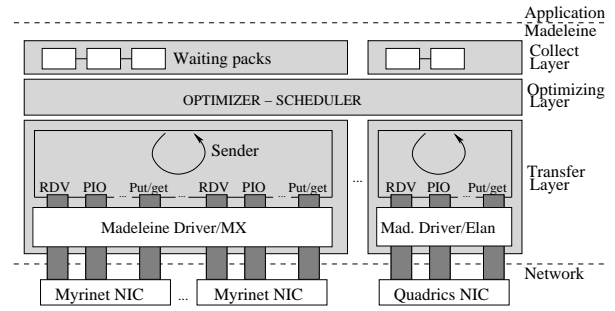 Application
Madeleine
Waiting packs
Collect
Layer
OPTIMIZER – SCHEDULER
Optimizing
Layer
Sender
...
Transfer
Layer
RDV PIO ... Put/get RDV PIO ... Put/get RDV PIO ... Put/get
Madeleine Driver/MX Mad. Driver/Elan
Network
Myrinet NIC ... Myrinet NIC Quadrics NIC